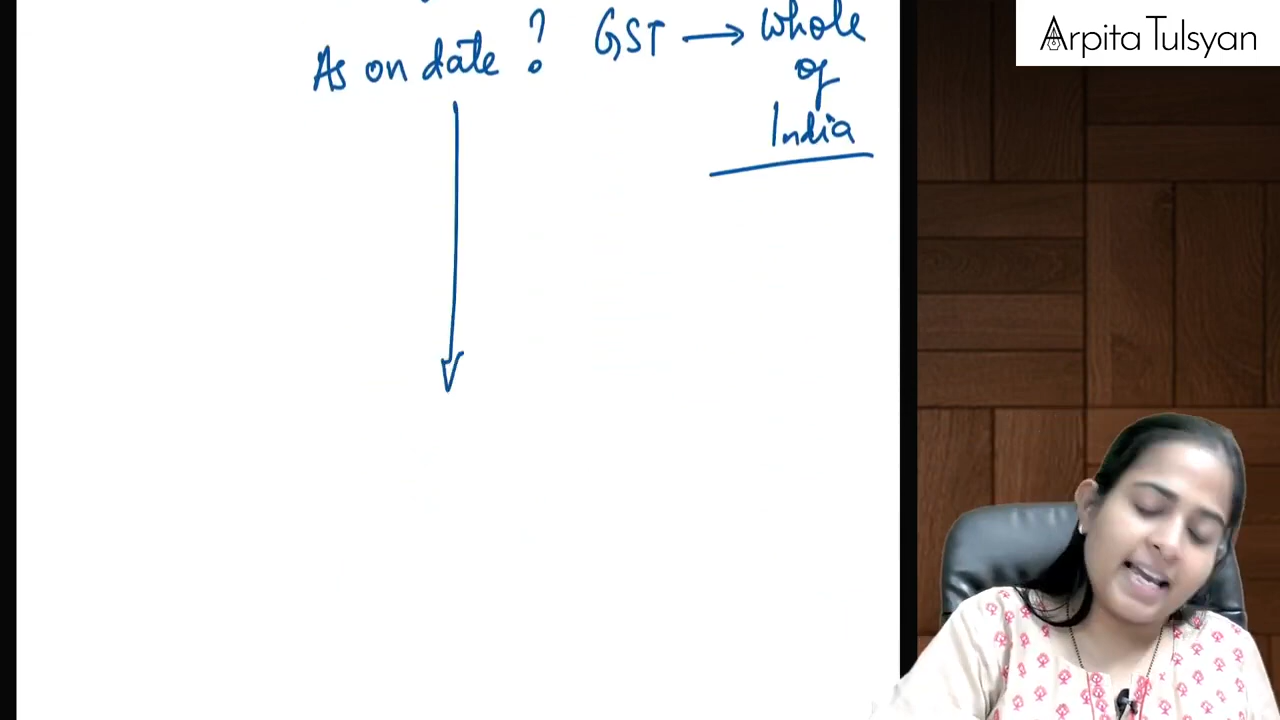 As on date ? GST → Whole
of
India
Arpita Tulsyan